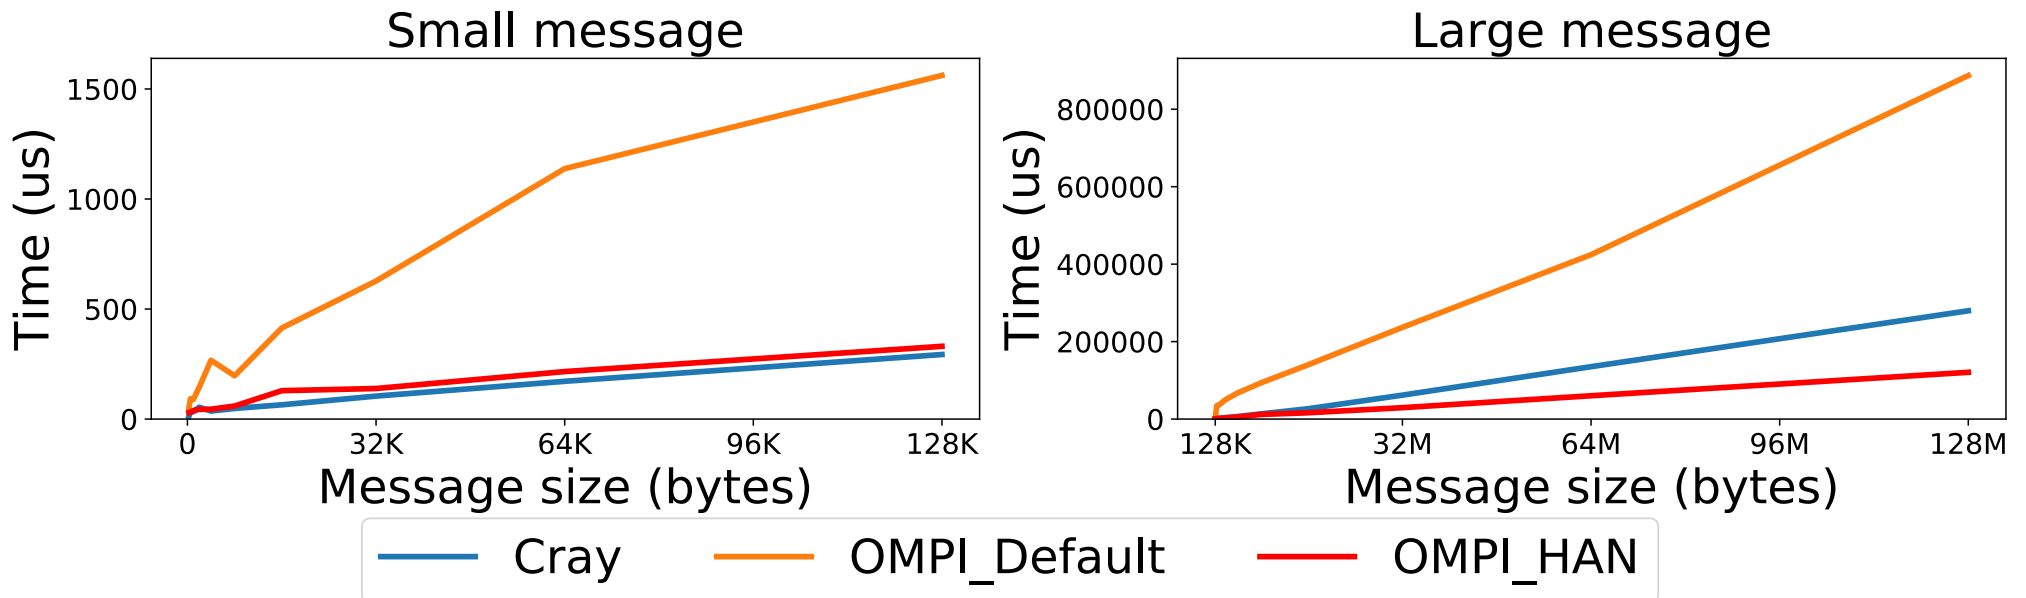 Small message
Time (us)
1500
1000
500
0
0 32K 64K 96K 128K
Message size (bytes)
Large message
Time (us)
800000
600000
400000
200000
0
128K 32M 64M 96M 128M
Message size (bytes)
Cray OMPI_Default OMPI_HAN